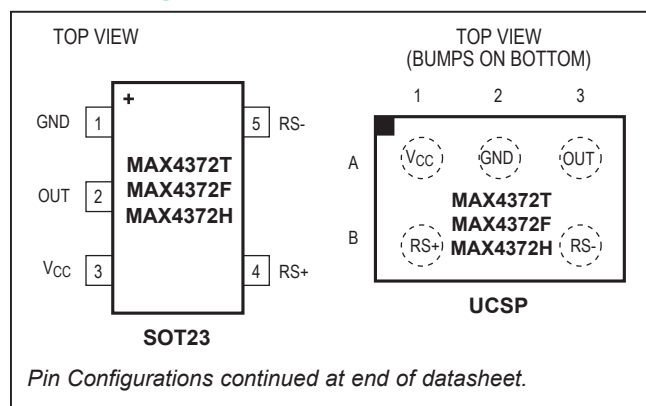 TOP VIEW
+
GND 1
5 RS-
MAX4372T
MAX4372F
MAX4372H
OUT 2
VCC 3
4 RS+
SOT23
TOP VIEW
(BUMPS ON BOTTOM)
1 2 3
A VCC GND OUT
MAX4372T
MAX4372F
MAX4372H
B RS+ RS-
UCSP
Pin Configurations continued at end of datasheet.